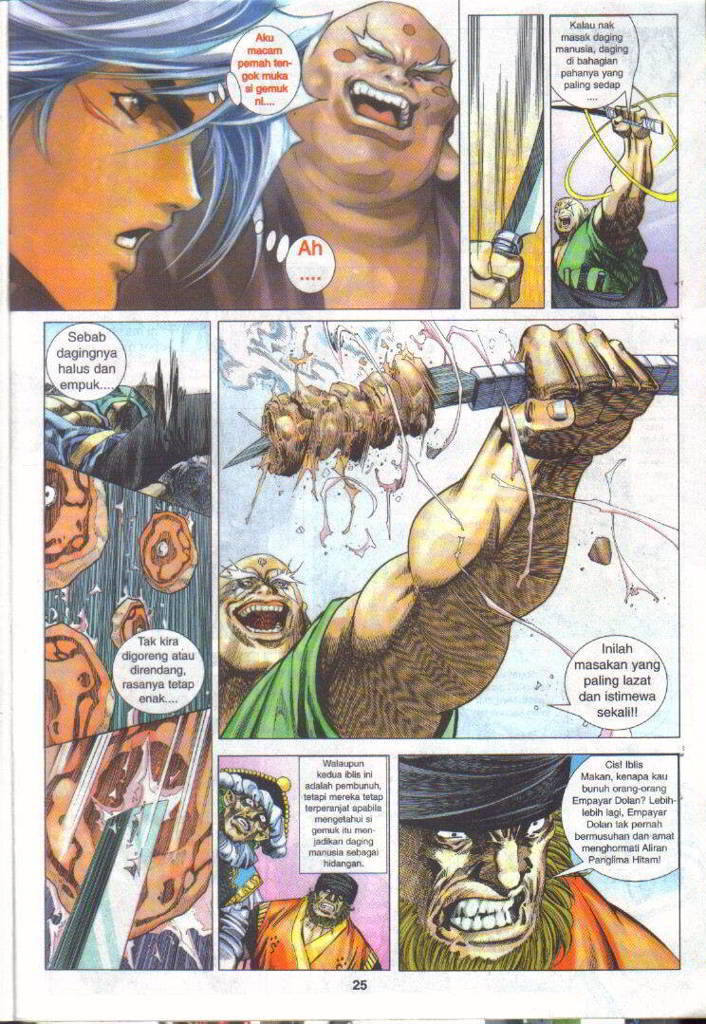 Aku
macam
pernah ten-
gok muka
si gemuk
ni....
Ah
....
Kalau nak
masak daging
manusia, daging
di bahagian
pahanya yang
paling sedap
....
Sebab
dagingnya
halus dan
empuk....
Tak kira
digoreng atau
direndang,
rasanya tetap
enak....
Inilah
masakan yang
paling lazat
dan istimewa
sekali!!
Walaupun
kedua iblis ini
adalah pembunuh,
tetapi mereka tetap
terperanjat apabila
mengetahui si
gemuk itu men-
jadikan daging
manusia sebagai
hidangan.
Cis! Iblis
Makan, kenapa kau
bunuh orang-orang
Empayar Dolan? Lebih-
lebih lagi, Empayar
Dolan tak pernah
bermusuhan dan amat
menghormati Aliran
Panglima Hitam!
25